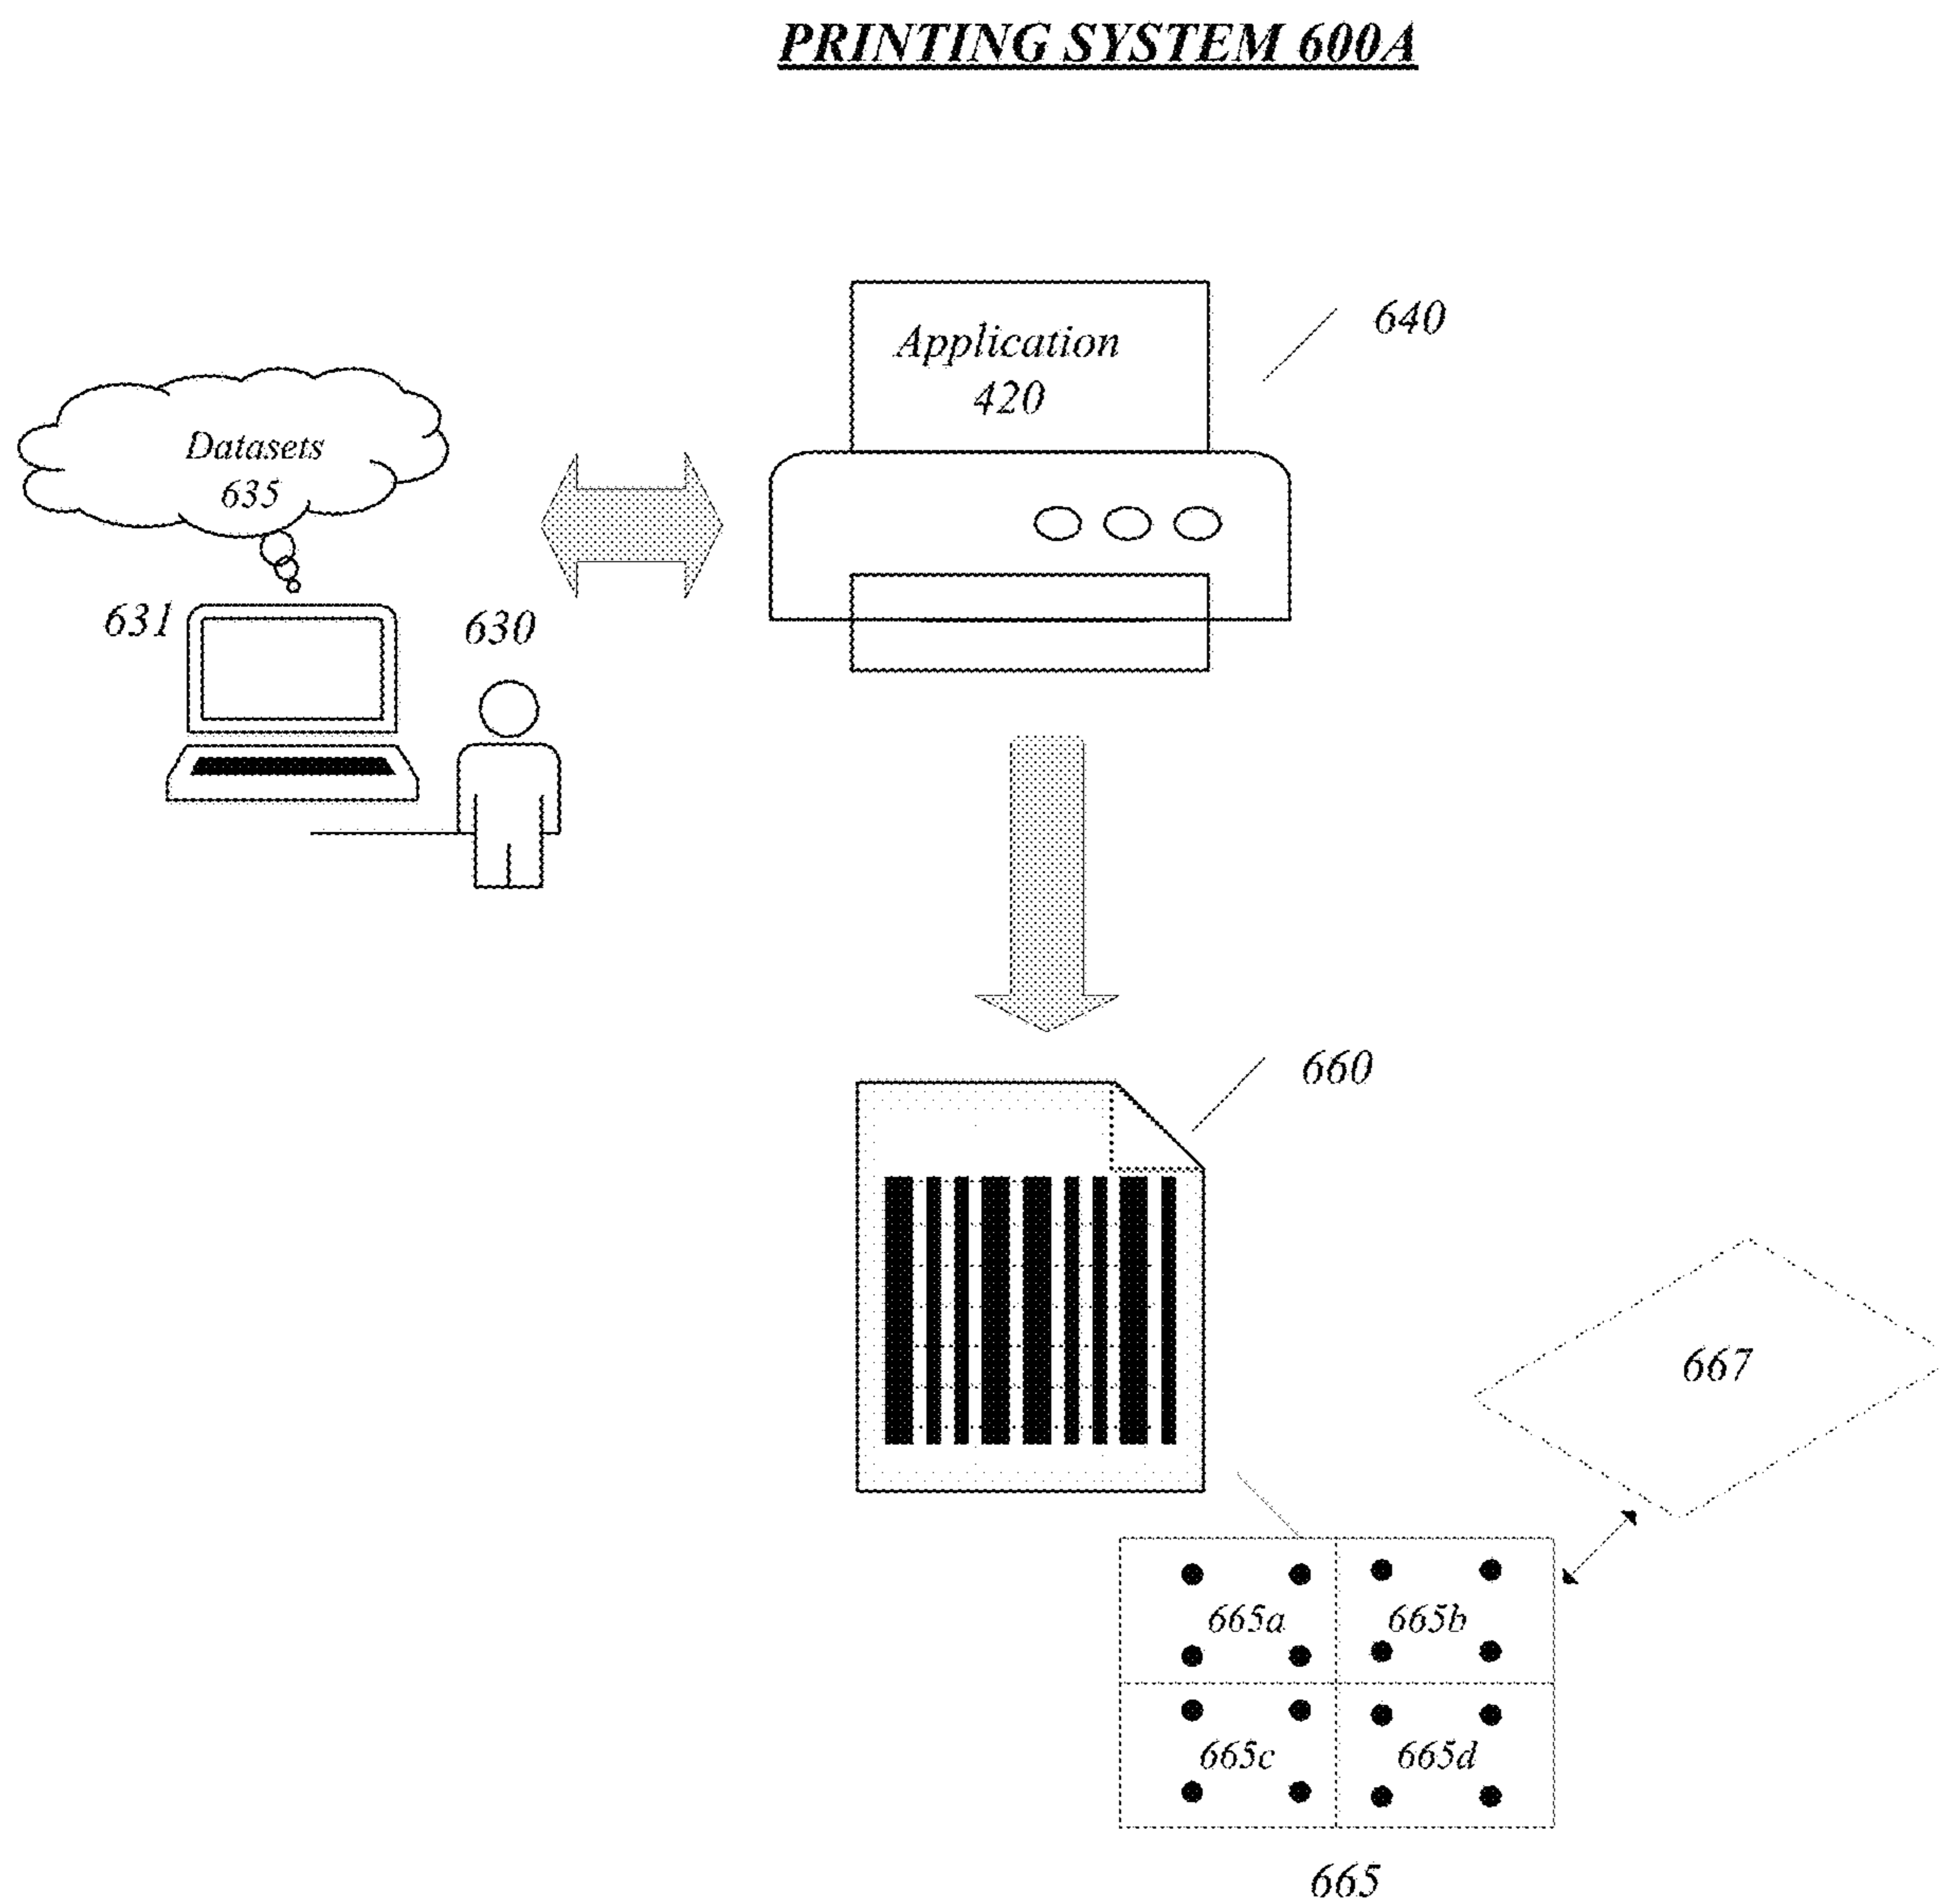 PRINTING SYSTEM 600A
Application
420
640
Datasets
635
631
630
660
667
665a
665b
665c
665d
665